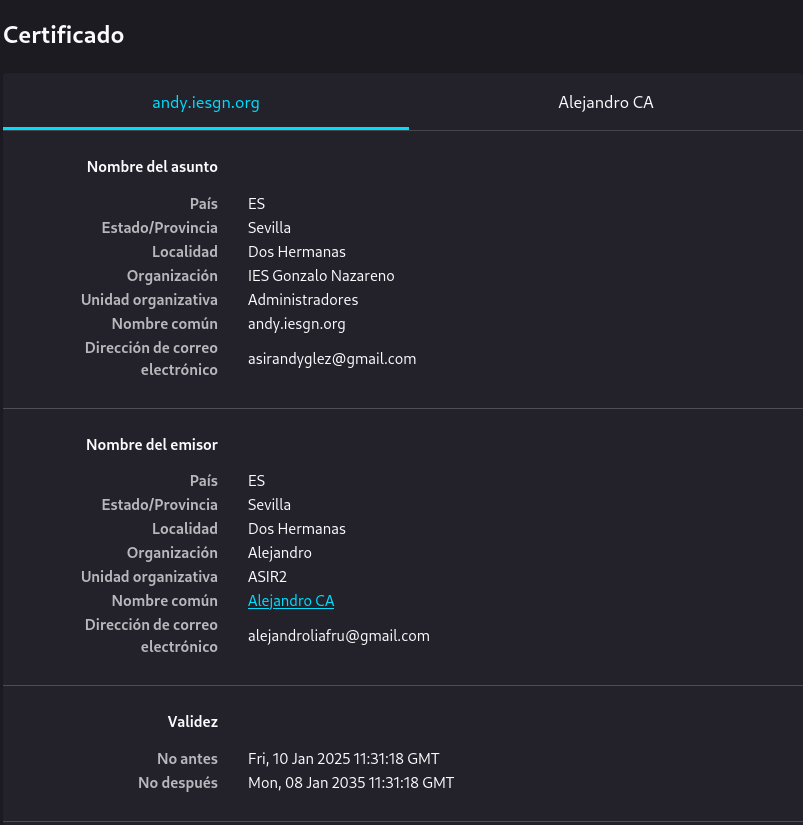 Certificado
andy.iesgn.org Alejandro CA
Nombre del asunto
País ES
Estado/Provincia Sevilla
Localidad Dos Hermanas
Organización IES Gonzalo Nazareno
Unidad organizativa Administradores
Nombre común andy.iesgn.org
Dirección de correo
electrónico asirandyglez@gmail.com
Nombre del emisor
País ES
Estado/Provincia Sevilla
Localidad Dos Hermanas
Organización Alejandro
Unidad organizativa ASIR2
Nombre común Alejandro CA
Dirección de correo
electrónico alejandroliafru@gmail.com
Validez
No antes Fri, 10 Jan 2025 11:31:18 GMT
No después Mon, 08 Jan 2035 11:31:18 GMT